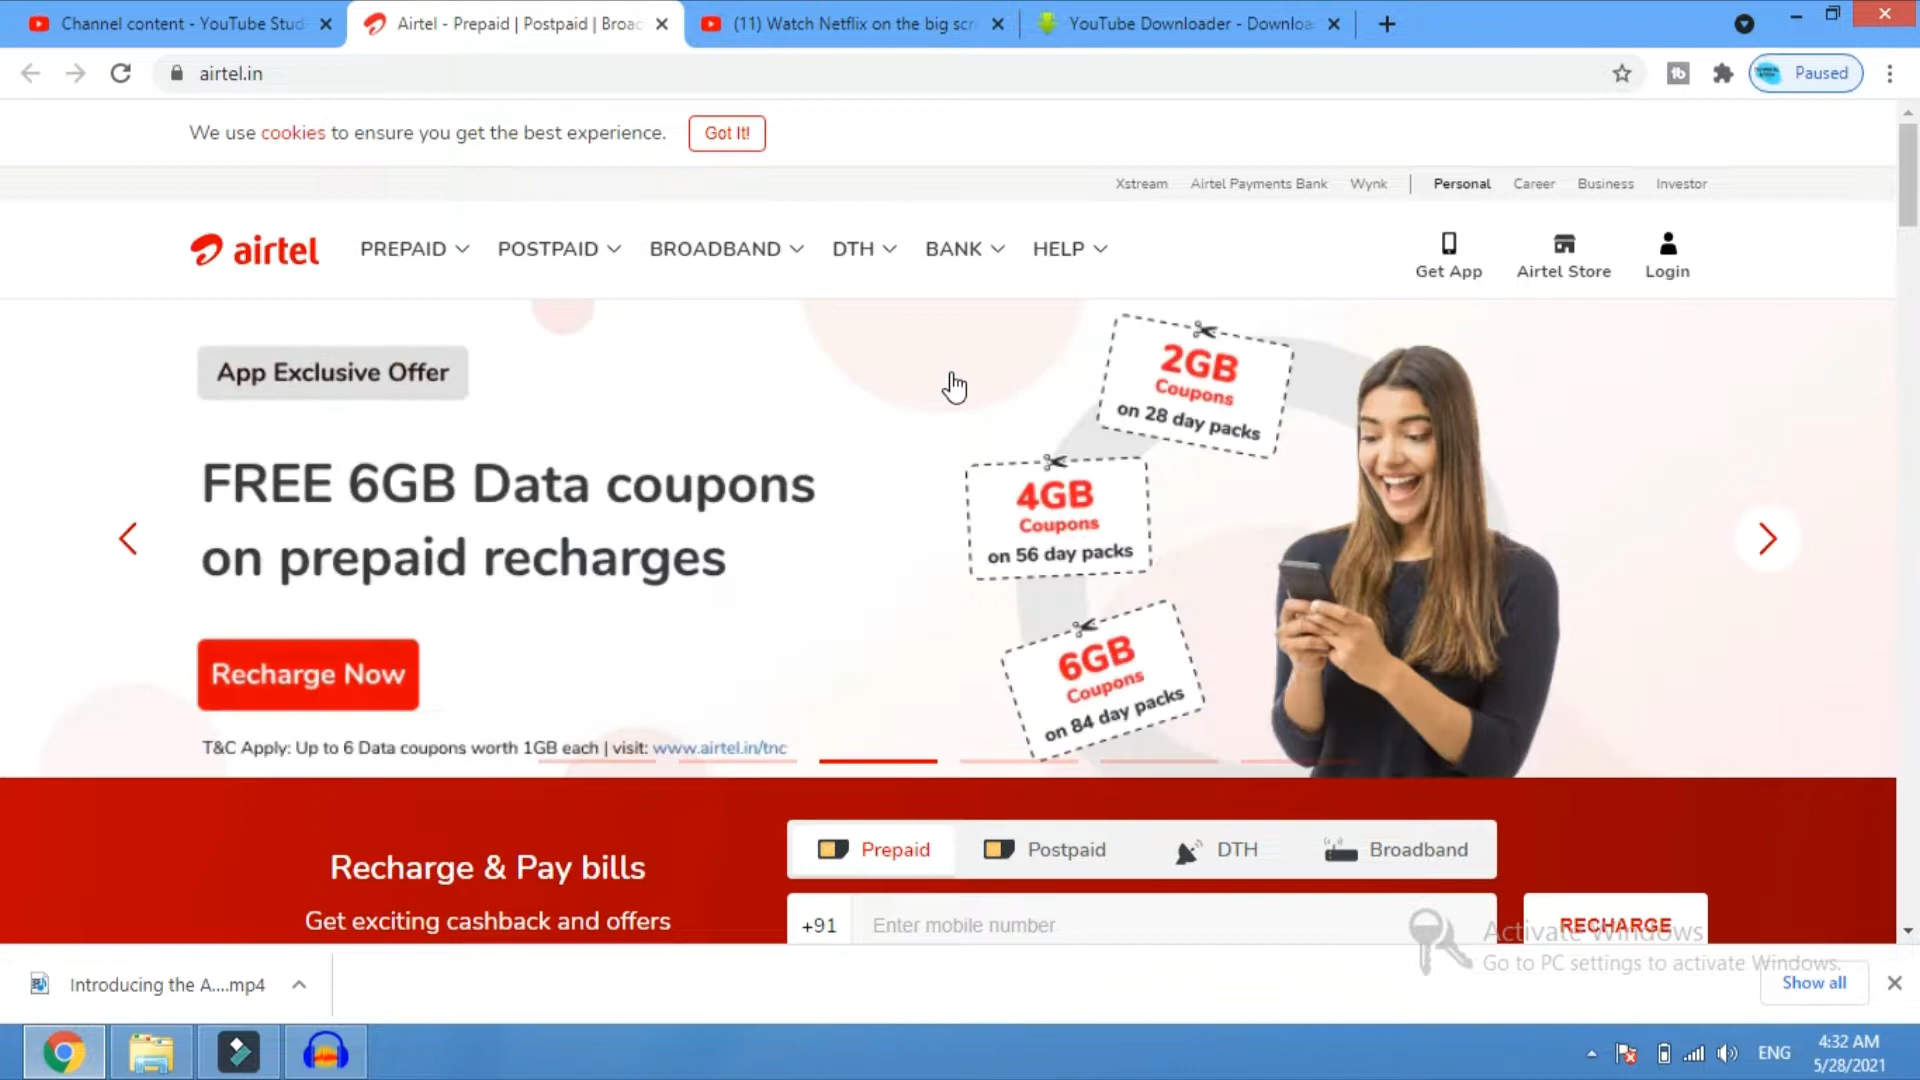 Channel content - YouTube Stud
Airtel - Prepaid | Postpaid | Broac
(11) Watch Netflix on the big scr
YouTube Downloader - Downloa
airtel.in
Paused
We use cookies to ensure you get the best experience. Got It!
Xstream Airtel Payments Bank Wynk Personal Career Business Investor
airtel PREPAID POSTPAID BROADBAND DTH BANK HELP
Get App Airtel Store Login
App Exclusive Offer
FREE 6GB Data coupons
on prepaid recharges
Recharge Now
T&C Apply: Up to 6 Data coupons worth 1GB each | visit: www.airtel.in/tnc
2GB
Coupons
on 28 day packs
4GB
Coupons
on 56 day packs
6GB
Coupons
on 84 day packs
Recharge & Pay bills
Get exciting cashback and offers
Prepaid Postpaid DTH Broadband
+91 Enter mobile number
RECHARGE
Activate Windows
Go to PC settings to activate Windows.
Introducing the A....mp4
Show all
ENG
4:32 AM
5/28/2021